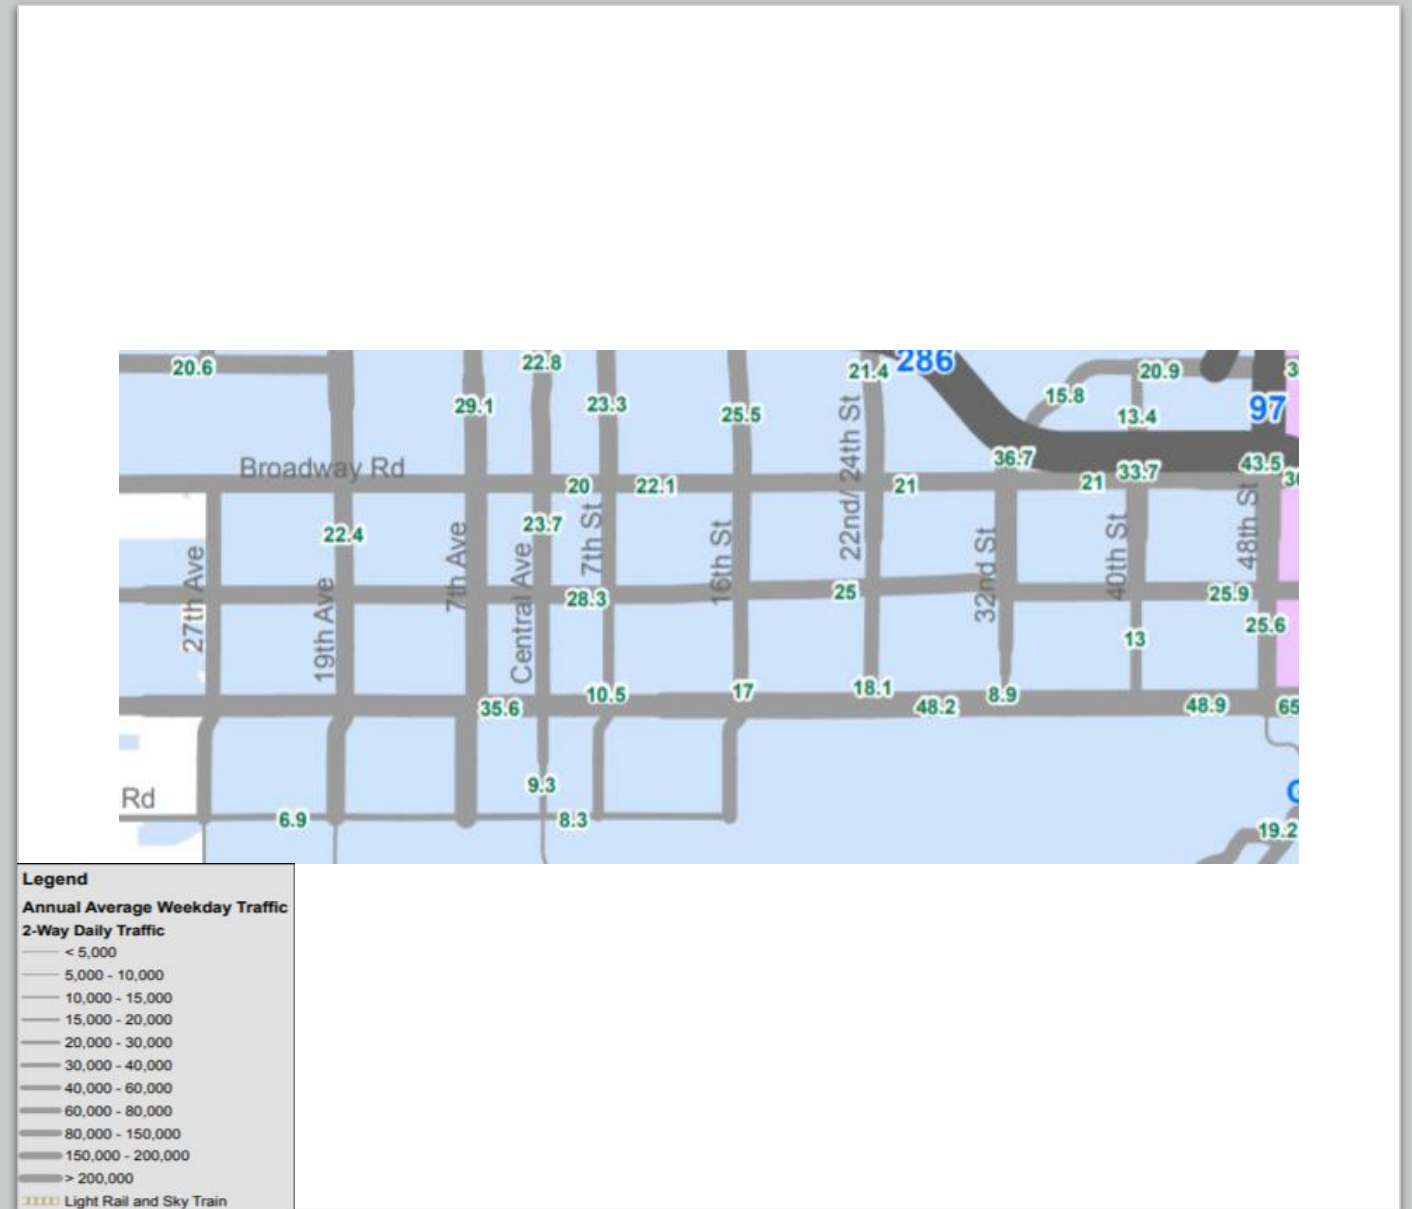 286
22.8
20.6
21.4
20.9
15.8
29.1
23.3
25.5
13.4
97
22nd/ 24th St
Broadway Rd
36.7
33.7
43.5
20
22.1
21
21
22.4
23.7
7th St
16th St
7th Ave
Central Ave
27th Ave
19th Ave
32nd St
40th St
48th St
28.3
25
25.9
25.6
13
10.5
17
18.1
8.9
35.6
48.2
48.9
65
Rd
9.3
6.9
8.3
19.2
Legend
Annual Average Weekday Traffic
2-Way Daily Traffic
< 5,000
5,000 - 10,000
10,000 - 15,000
15,000 - 20,000
20,000 - 30,000
30,000 - 40,000
40,000 - 60,000
60,000 - 80,000
80,000 - 150,000
150,000 - 200,000
> 200,000
Light Rail and Sky Train